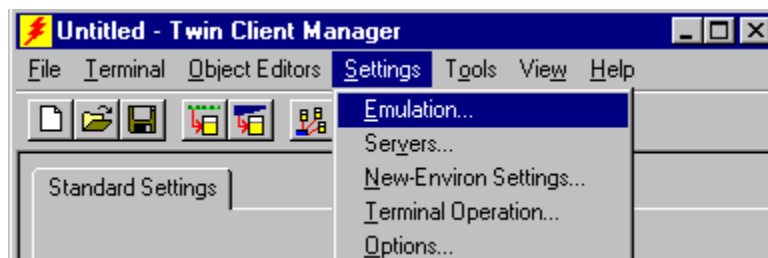 Untitled - Twin Client Manager
File Terminal Object Editors Settings Tools View Help
Emulation...
Servers...
New-Environ Settings...
Terminal Operation...
Options...
Standard Settings